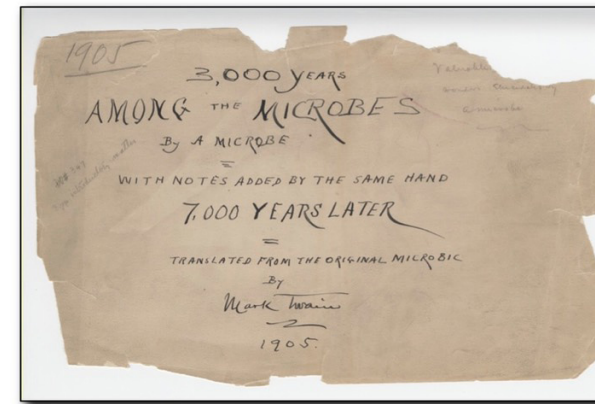 1905
3,000 YEARS
AMONG THE MICROBES
By A MICROBE
WITH NOTES ADDED BY THE SAME HAND
7,000 YEARS LATER
TRANSLATED FROM THE ORIGINAL MICROBIC
By
Mark Twain
1905.